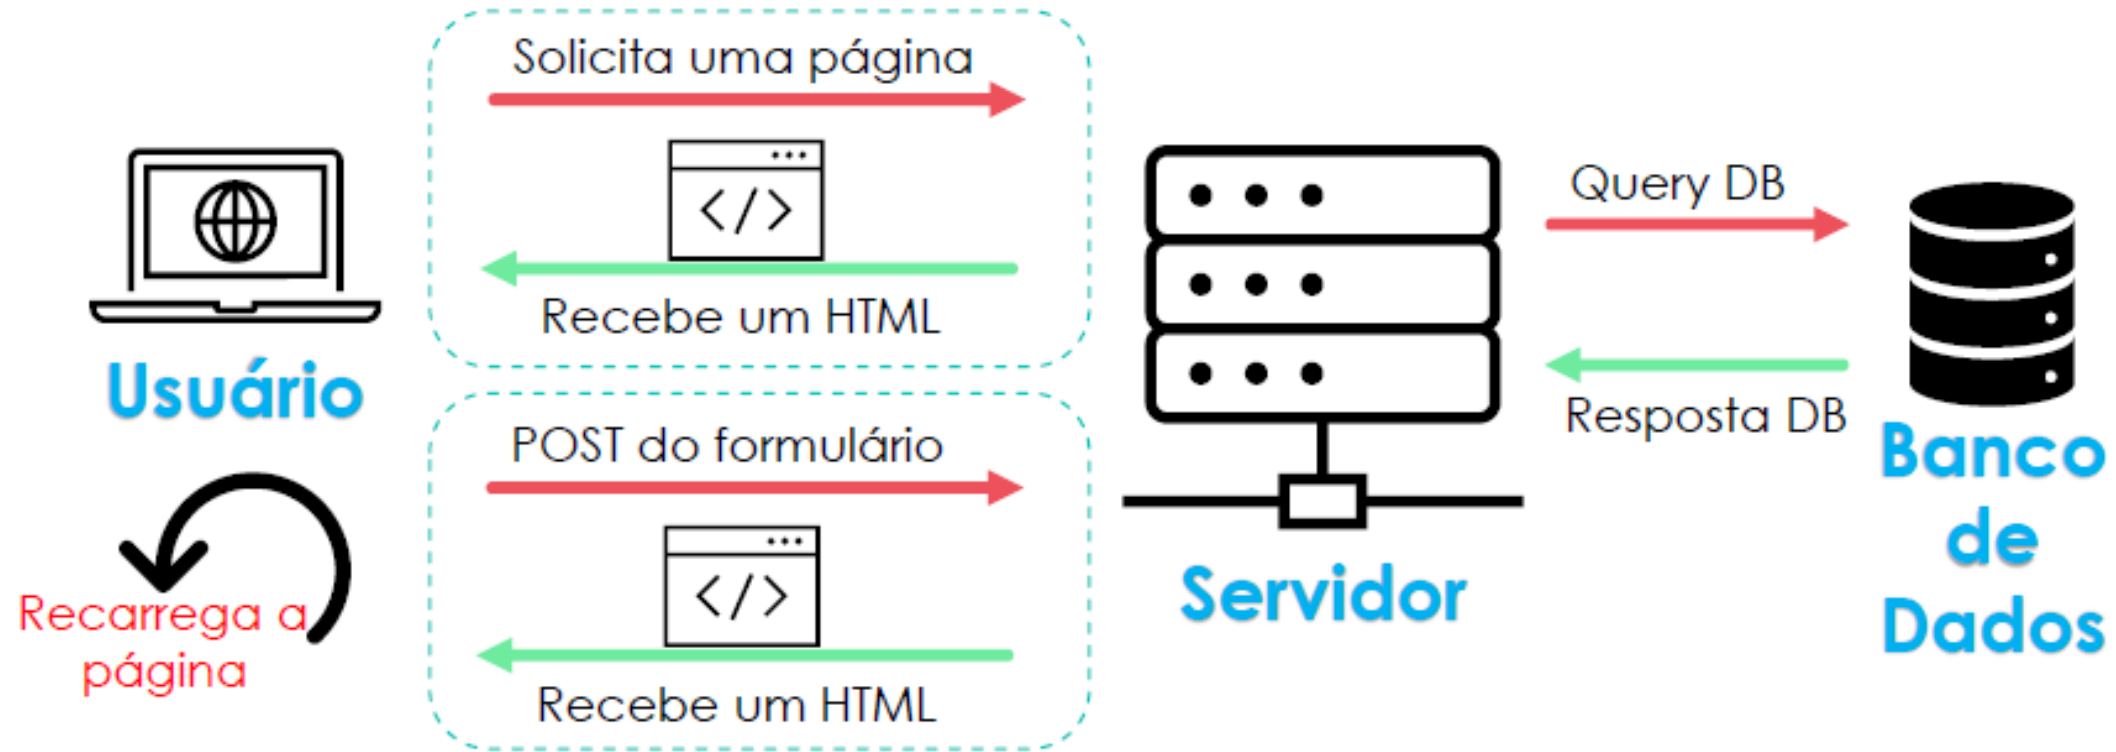 Solicita uma página
Recebe um HTML
Usuário
POST do formulário
Recebe um HTML
Recarrega a
página
Servidor
Query DB
Resposta DB
Banco
de
Dados